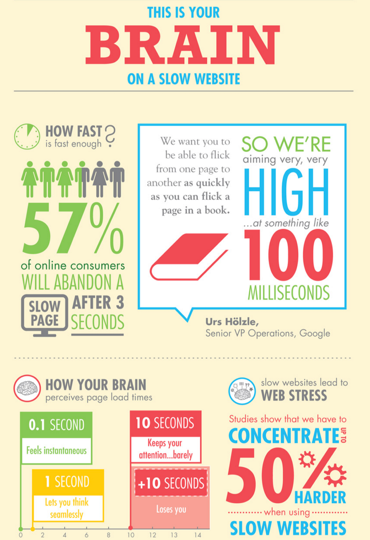 THIS IS YOUR
BRAIN
ON A SLOW WEBSITE
HOW FAST ?
is fast enough
57%
of online consumers
WILL ABANDON A
SLOW PAGE
AFTER 3
SECONDS
We want you to
be able to flick
from one page to
another as quickly
as you can flick a
page in a book.
SO WE'RE
aiming very, very
HIGH
...at something like
100
MILLISECONDS
Urs Hölzle,
Senior VP Operations, Google
HOW YOUR BRAIN
perceives page load times
0.1 SECOND
Feels instantaneous
1 SECOND
Lets you think
seamlessly
10 SECONDS
Keeps your
attention...barely
+10 SECONDS
Loses you
0 2 4 6 8 10 12 13 14
slow websites lead to
WEB STRESS
Studies show that we have to
CONCENTRATE UP TO
50%
HARDER
when using
SLOW WEBSITES